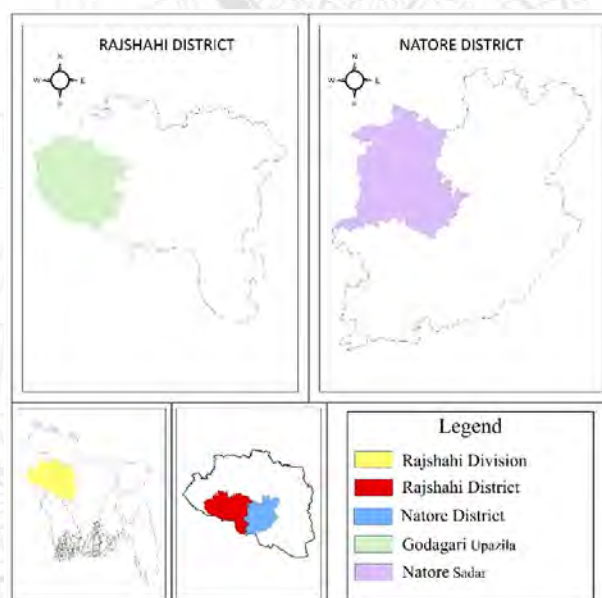 RAJSHAHI DISTRICT
N
W E
S
NATORE DISTRICT
N
W E
S
Legend
Rajshahi Division
Rajshahi District
Natore District
Godagari Upazila
Natore Sadar